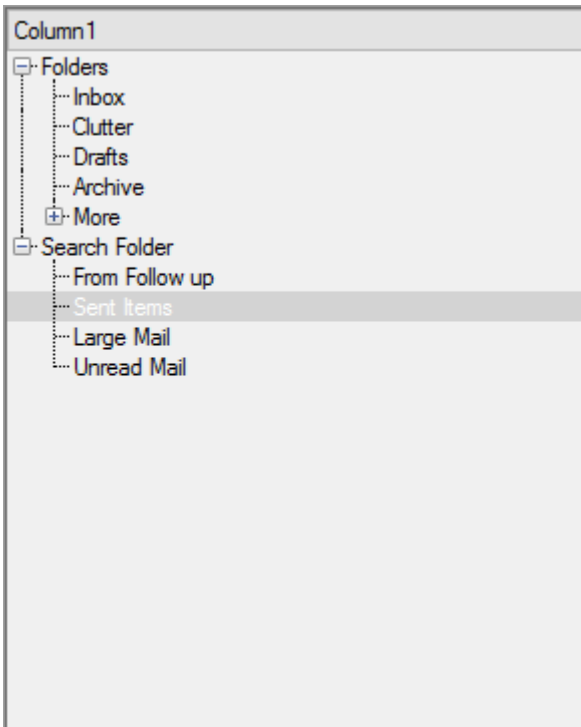 Column1
Folders
Inbox
Clutter
Drafts
Archive
More
Search Folder
From Follow up
Sent Items
Large Mail
Unread Mail